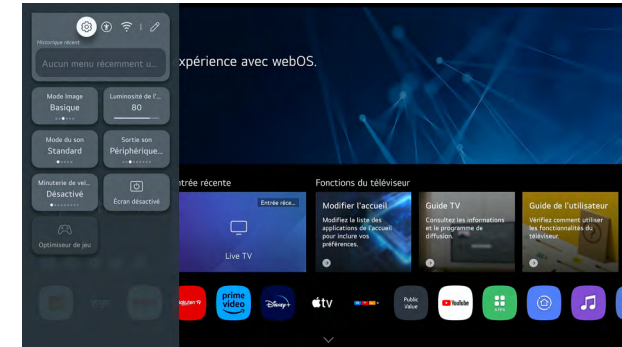 Historique récent
Aucun menu récemment u...
Mode Image
Basique
Luminosité de l'...
80
Mode du son
Standard
Sortie son
Périphérique...
Minuterie de vei...
Désactivé
Écran désactivé
Optimiseur de jeu
xpérience avec webOS.
ntrée récente
Entrée réce...
Live TV
Fonctions du téléviseur
Modifier l'accueil
Modifiez la liste des
applications de l'accueil
pour inclure vos
préférences.
Guide TV
Consultez les informations
et le programme de
diffusion.
Guide de l'utilisateur
Vérifiez comment utiliser
les fonctionnalités du
téléviseur.
Rakuten TV
prime
video
Disney+
tv
Public
Value
YouTube
APPS